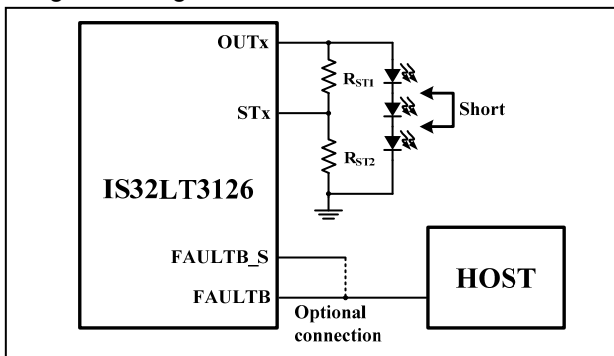 OUTx
RST1
STx
Short
RST2
IS32LT3126
FAULTB_S
HOST
FAULTB
Optional
connection